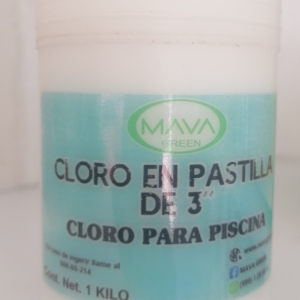 MAVA
GREEN
CLORO EN PASTILLA
DE 3"
CLORO PARA PISCINA
Cont. Net. 1 KILO